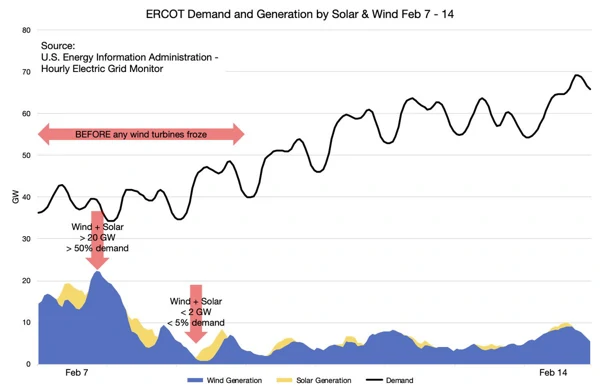 ERCOT Demand and Generation by Solar & Wind Feb 7 - 14
80
Source:
U.S. Energy Information Administration -
Hourly Electric Grid Monitor
70
60
BEFORE any wind turbines froze
50
GW
40
Wind + Solar
> 20 GW
> 50% demand
30
20
Wind + Solar
< 2 GW
< 5% demand
10
0
Feb 7
Feb 14
Wind Generation
Solar Generation
Demand